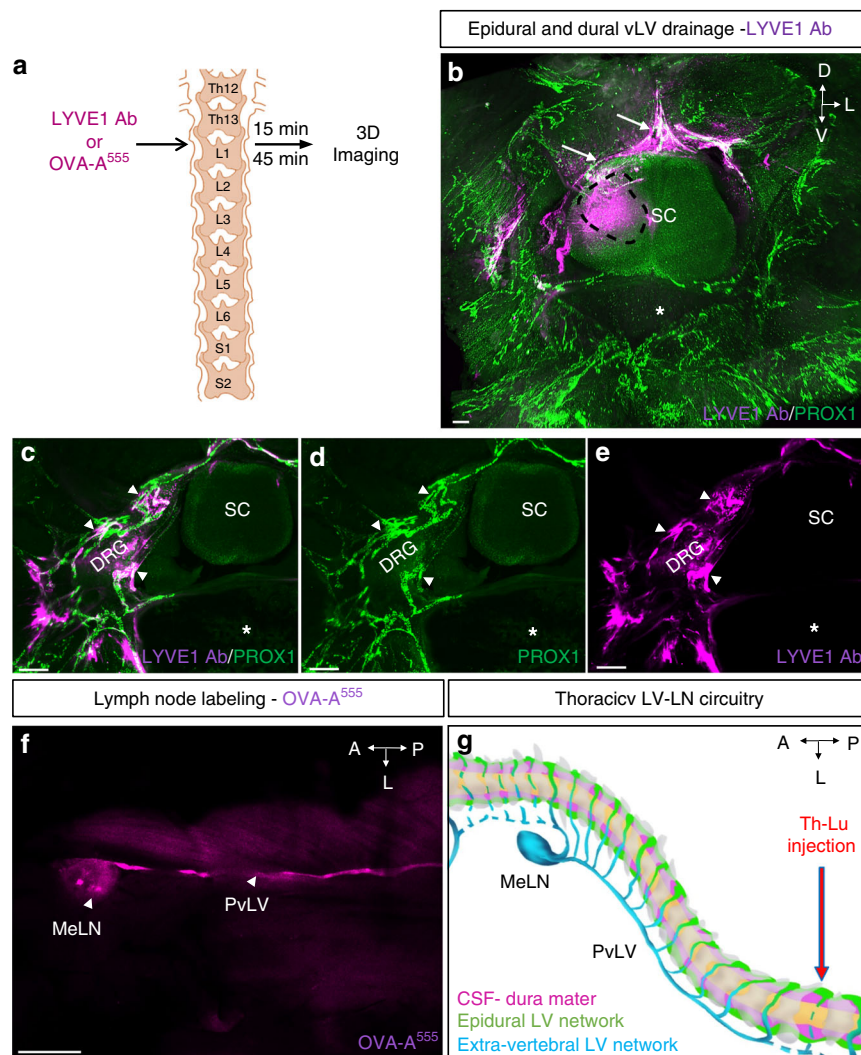 Epidural and dural vLV drainage -LYVE1 Ab
a
LYVE1 Ab
or
OVA-A555
Th12
Th13
L1
L2
L3
L4
L5
L6
S1
S2
15 min
45 min
3D
Imaging
b
D
L
V
SC
*
LYVE1 Ab/PROX1
c
SC
DRG
*
LYVE1 Ab/PROX1
d
SC
DRG
*
PROX1
e
SC
DRG
*
LYVE1 Ab
Lymph node labeling - OVA-A555
Thoracicv LV-LN circuitry
f
A P
L
MeLN
PvLV
OVA-A555
g
A P
L
Th-Lu
injection
MeLN
PvLV
CSF- dura mater
Epidural LV network
Extra-vertebral LV network